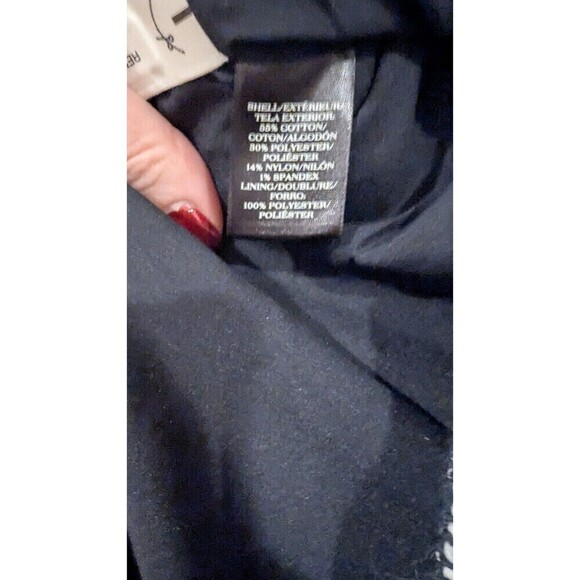 SHELL/EXTÉRIEUR/
TELA EXTERIOR:
55% COTTON/
COTON/ALGODÓN
30% POLYESTER/
POLIÉSTER
14% NYLON/NILÓN
1% SPANDEX
LINING/DOUBLURE/
FORRO:
100% POLYESTER/
POLIÉSTER